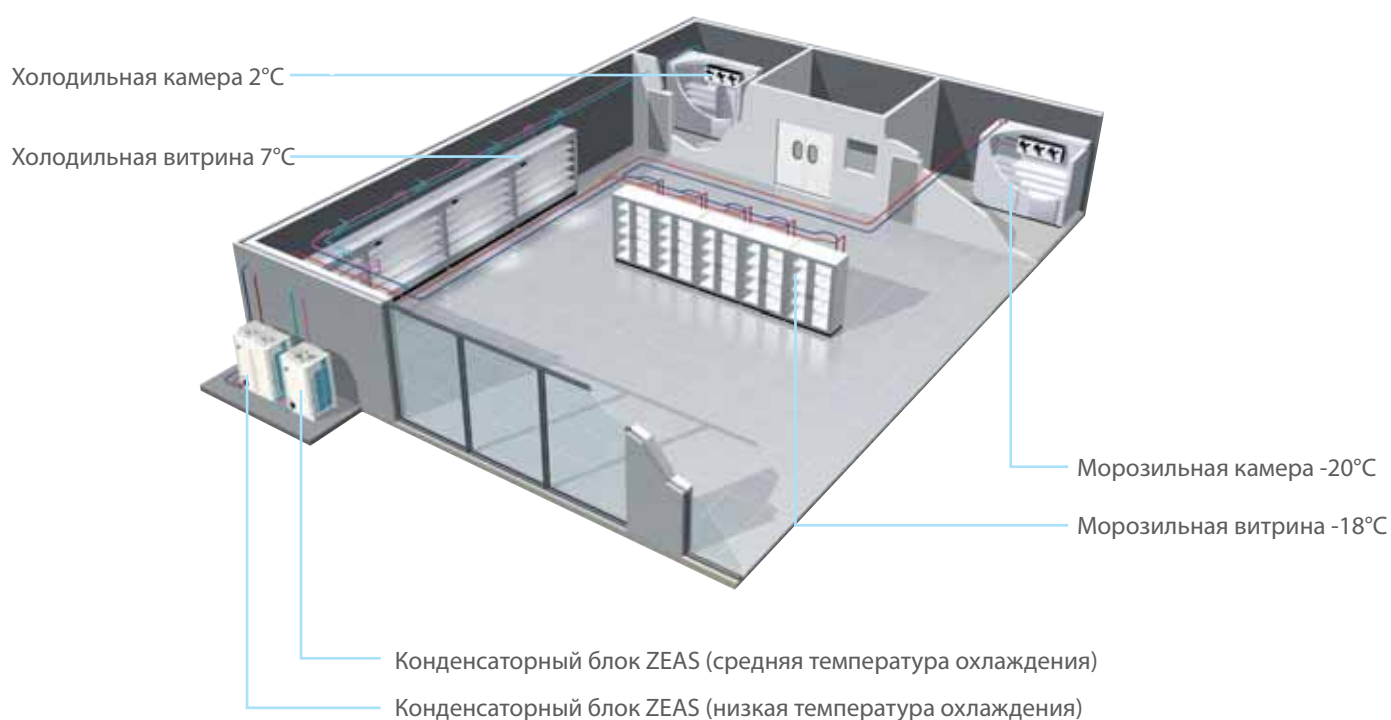 Холодильная камера 2°C
Холодильная витрина 7°C
Морозильная камера -20°C
Морозильная витрина -18°C
Конденсаторный блок ZEAS (средняя температура охлаждения)
Конденсаторный блок ZEAS (низкая температура охлаждения)